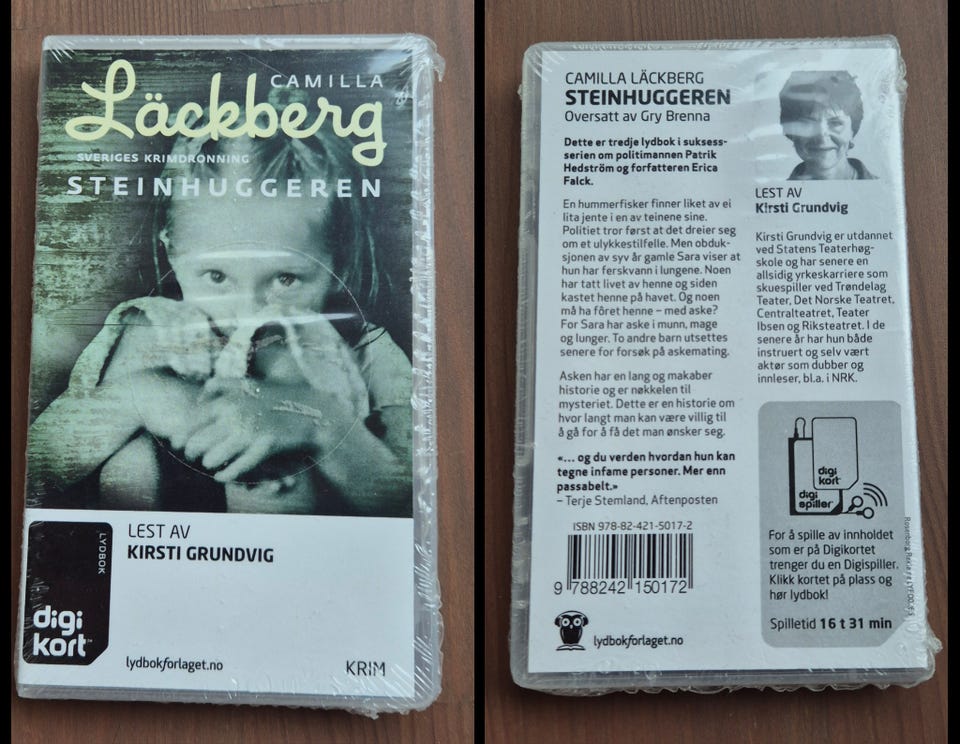 CAMILLA
Läckberg
SVERIGES KRIMDRONNING
STEINHUGGEREN
LEST AV
KIRSTI GRUNDVIG
LYDBOK
digi
kort™
lydbokforlaget.no
KRIM
CAMILLA LÄCKBERG
STEINHUGGEREN
Oversatt av Gry Brenna
Dette er tredje lydbok i suksess-
serien om politimannen Patrik
Hedström og forfatteren Erica
Falck.
En hummerfisker finner liket av ei
lita jente i en av teinene sine.
Politiet tror først at det dreier seg
om et ulykkestilfelle. Men obduk-
sjonen av syv år gamle Sara viser at
hun har ferskvann i lungene. Noen
har tatt livet av henne og siden
kastet henne på havet. Og noen
må ha fôret henne – med aske?
For Sara har aske i munn, mage
og lunger. To andre barn utsettes
senere for forsøk på askemating.
Asken har en lang og makaber
historie og er nøkkelen til
mysteriet. Dette er en historie om
hvor langt man kan være villig til
å gå for å få det man ønsker seg.
«... og du verden hvordan hun kan
tegne infame personer. Mer enn
passabelt.»
– Terje Stemland, Aftenposten
ISBN 978-82-421-5017-2
9 788242 150172
lydbokforlaget.no
LEST AV
Kirsti Grundvig
Kirsti Grundvig er utdannet
ved Statens Teaterhøg-
skole og har senere en
allsidig yrkeskarriere som
skuespiller ved Trøndelag
Teater, Det Norske Teatret,
Centralteatret, Teater
Ibsen og Riksteatret. I de
senere år har hun både
instruert og selv vært
aktør som dubber og
innleser, bl.a. i NRK.
digi
kort
digi
spiller
For å spille av innholdet
som er på Digikortet
trenger du en Digispiller.
Klikk kortet på plass og
hør lydbok!
Spilletid 16 t 31 min